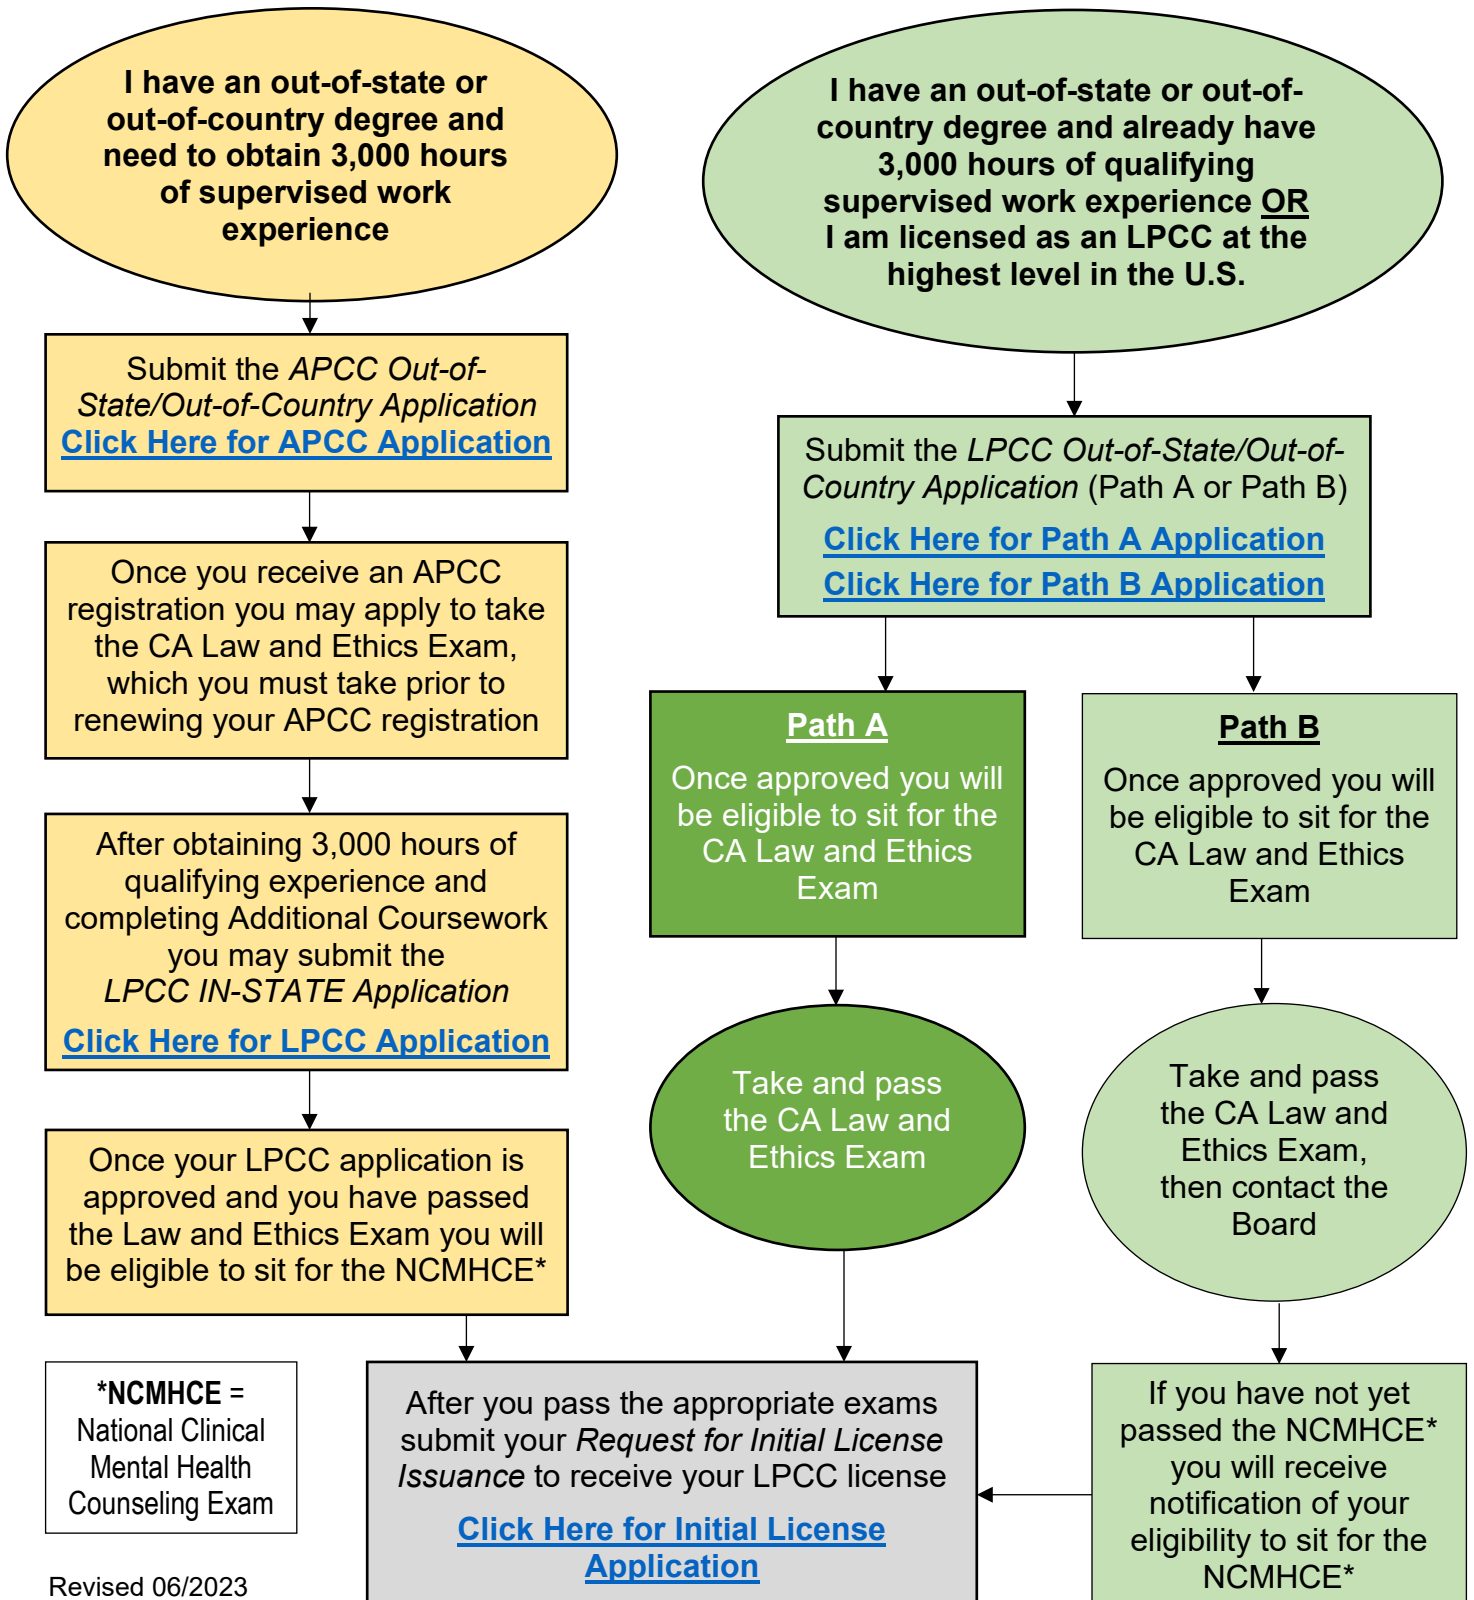 I have an out-of-state or
out-of-country degree and
need to obtain 3,000 hours
of supervised work
experience
Submit the APCC Out-of-
State/Out-of-Country Application
Click Here for APCC Application
Once you receive an APCC
registration you may apply to take
the CA Law and Ethics Exam,
which you must take prior to
renewing your APCC registration
After obtaining 3,000 hours of
qualifying experience and
completing Additional Coursework
you may submit the
LPCC IN-STATE Application
Click Here for LPCC Application
Once your LPCC application is
approved and you have passed
the Law and Ethics Exam you will
be eligible to sit for the NCMHCE*
I have an out-of-state or out-of-
country degree and already have
3,000 hours of qualifying
supervised work experience OR
I am licensed as an LPCC at the
highest level in the U.S.
Submit the LPCC Out-of-State/Out-of-
Country Application (Path A or Path B)
Click Here for Path A Application
Click Here for Path B Application
Path A
Once approved you will
be eligible to sit for the
CA Law and Ethics
Exam
Take and pass
the CA Law and
Ethics Exam
Path B
Once approved you will
be eligible to sit for the
CA Law and Ethics
Exam
Take and pass
the CA Law and
Ethics Exam,
then contact the
Board
If you have not yet
passed the NCMHCE*
you will receive
notification of your
eligibility to sit for the
NCMHCE*
After you pass the appropriate exams
submit your Request for Initial License
Issuance to receive your LPCC license
Click Here for Initial License
Application
*NCMHCE =
National Clinical
Mental Health
Counseling Exam
Revised 06/2023